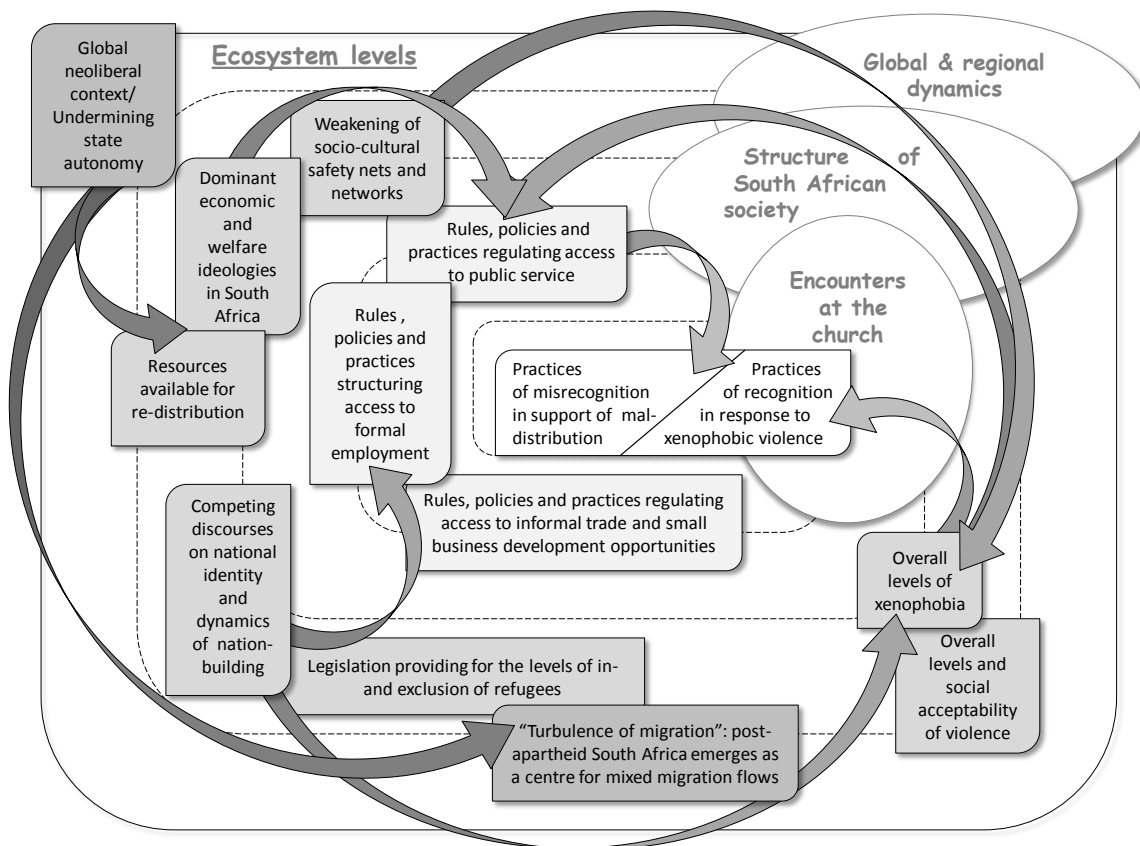 Ecosystem levels
Global
neoliberal
context/
Undermining
state
autonomy
Global & regional
dynamics
Weakening of
socio-cultural
safety nets and
networks
Structure of
South African
society
Dominant
economic
and
welfare
ideologies
in South
Africa
Rules, policies and
practices regulating access
to public service
Encounters
at the
church
Rules ,
policies and
practices
structuring
access to
formal
employment
Resources
available for
re-distribution
Practices
of misrecognition
in support of mal-
distribution
Practices
of recognition
in response to
xenophobic violence
Competing
discourses
on national
identity
and
dynamics
of nation-
building
Rules, policies and practices regulating
access to informal trade and small
business development opportunities
Overall
levels of
xenophobia
Legislation providing for the levels of in-
and exclusion of refugees
Overall
levels and
social
acceptability
of violence
“Turbulence of migration”: post-
apartheid South Africa emerges as
a centre for mixed migration flows